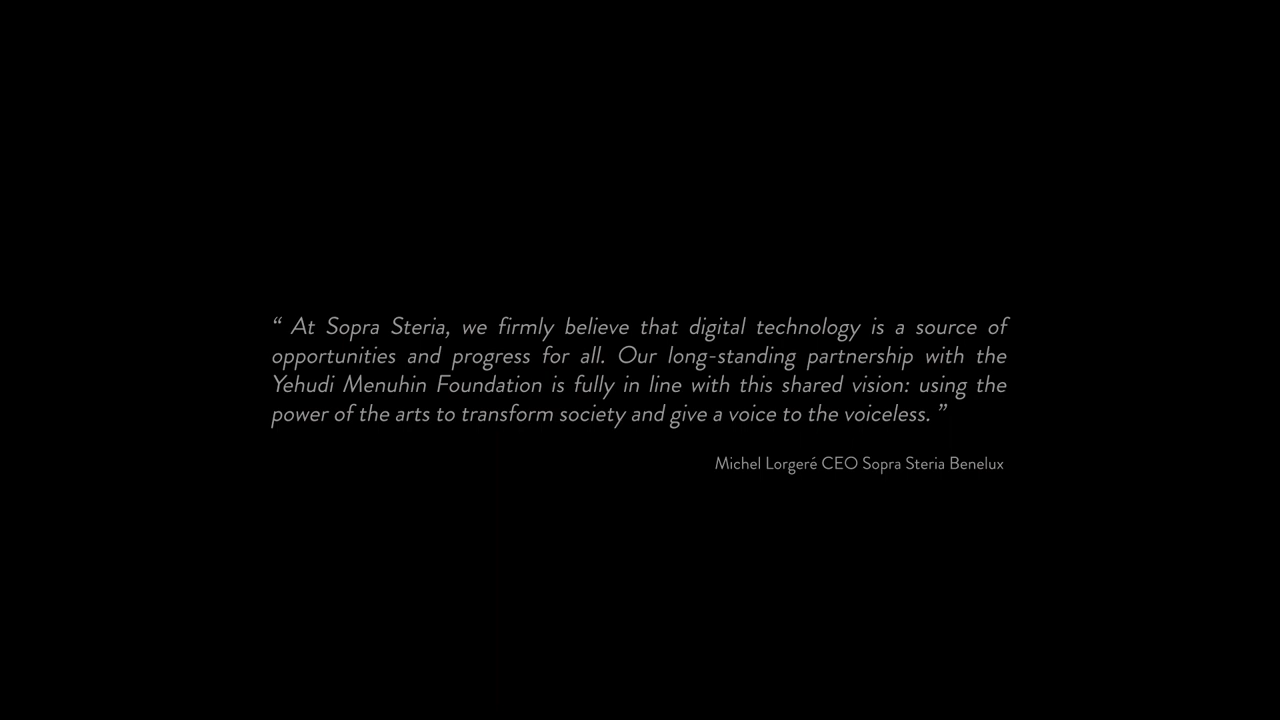 “ At Sopra Steria, we firmly believe that digital technology is a source of
opportunities and progress for all. Our long-standing partnership with the
Yehudi Menuhin Foundation is fully in line with this shared vision: using the
power of the arts to transform society and give a voice to the voiceless. ”
Michel Lorgeré CEO Sopra Steria Benelux